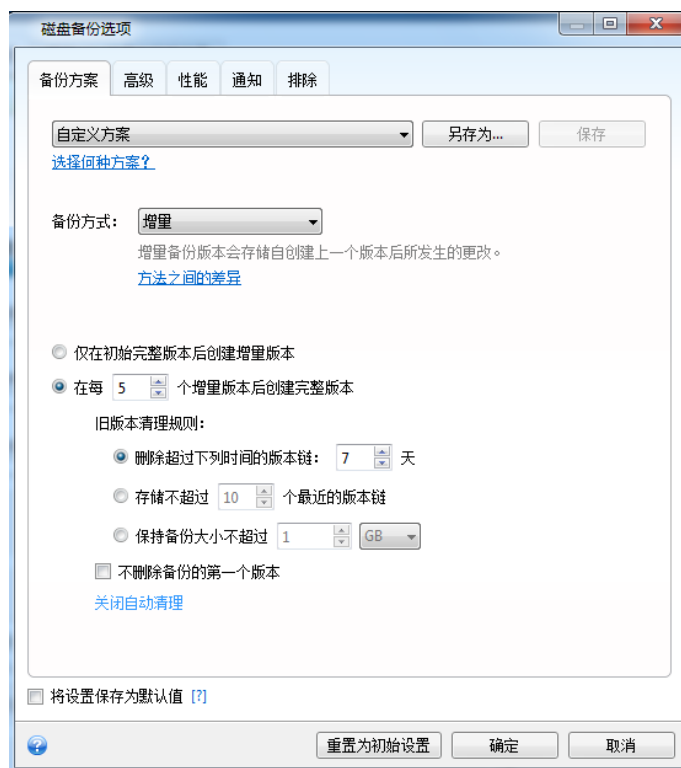 磁盘备份选项
备份方案 高级 性能 通知 排除
自定义方案 另存为... 保存
选择何种方案？
备份方式： 增量
增量备份版本会存储自创建上一个版本后所发生的更改。
方法之间的差异
仅在初始完整版本后创建增量版本
在每 5 个增量版本后创建完整版本
旧版本清理规则：
删除超过下列时间的版本链： 7 天
存储不超过 10 个最近的版本链
保持备份大小不超过 1 GB
不删除备份的第一个版本
关闭自动清理
将设置保存为默认值 [?]
? 重置为初始设置 确定 取消